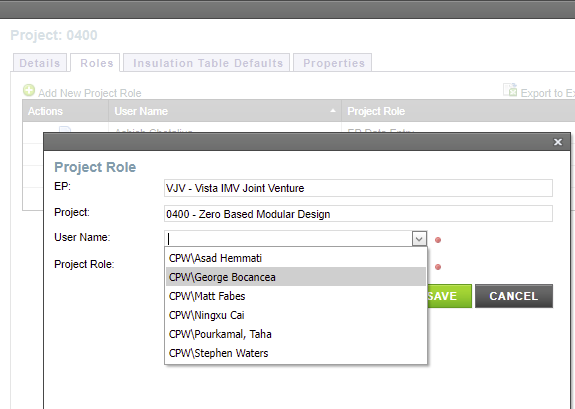 Project: 0400
Details Roles Insulation Table Defaults Properties
Add New Project Role Export to Ex
Actions User Name Project Role
Project Role
EP: VJV - Vista IMV Joint Venture
Project: 0400 - Zero Based Modular Design
User Name:
CPW\Asad Hemmati
Project Role:
CPW\George Bocancea
CPW\Matt Fabes
SAVE CANCEL
CPW\Ningxu Cai
CPW\Pourkamal, Taha
CPW\Stephen Waters